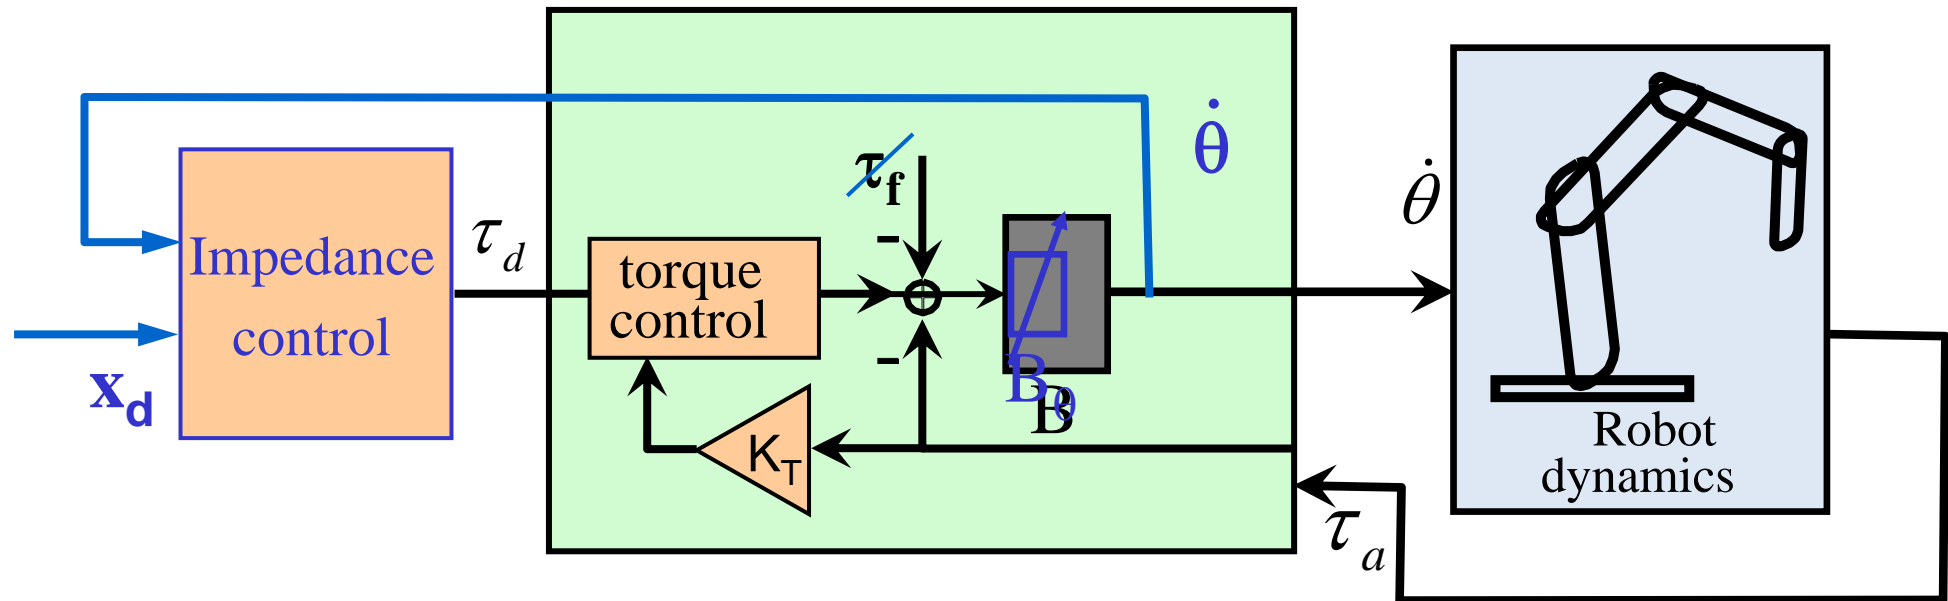 Impedance
control
x_d
τ_d
torque
control
K_T
τ_f
-
-
B_θ
B
θ̇
θ̇
τ_a
Robot
dynamics